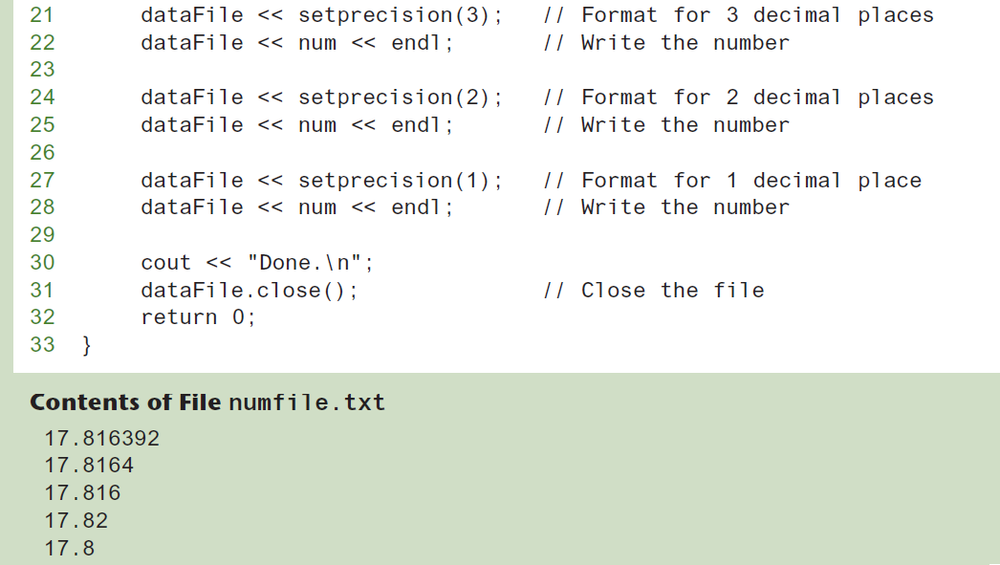 21 dataFile << setprecision(3); // Format for 3 decimal places
22 dataFile << num << endl; // Write the number
23
24 dataFile << setprecision(2); // Format for 2 decimal places
25 dataFile << num << endl; // Write the number
26
27 dataFile << setprecision(1); // Format for 1 decimal place
28 dataFile << num << endl; // Write the number
29
30 cout << "Done.\n";
31 dataFile.close(); // Close the file
32 return 0;
33 }
Contents of File numfile.txt
17.816392
17.8164
17.816
17.82
17.8